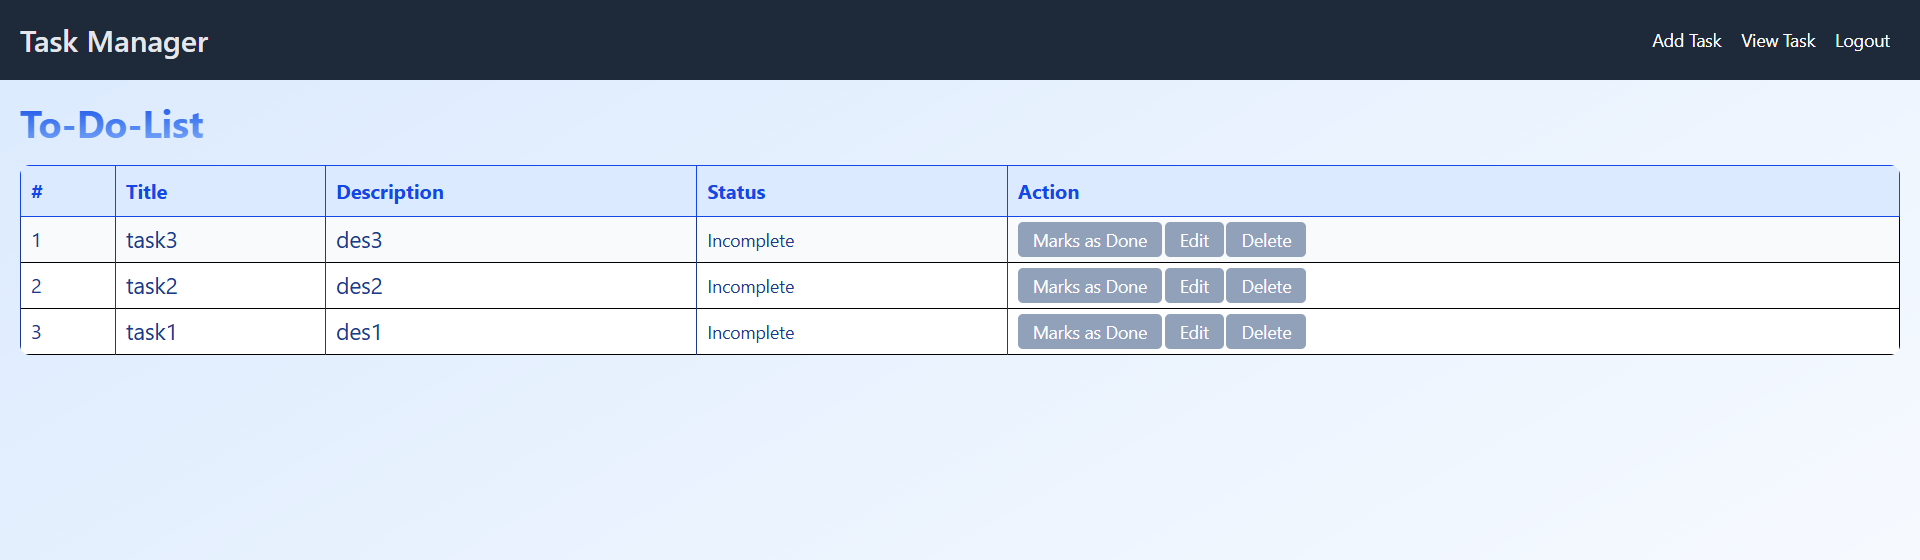 Task Manager Add Task View Task Logout
To-Do-List
# Title Description Status Action
1 task3 des3 Incomplete Marks as Done Edit Delete
2 task2 des2 Incomplete Marks as Done Edit Delete
3 task1 des1 Incomplete Marks as Done Edit Delete